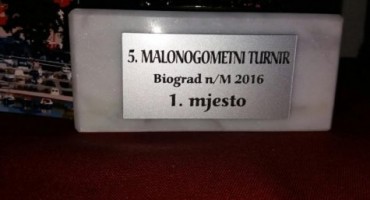 5. MALONOGOMETNI TURNIR
Biograd n/M 2016
1. mjesto